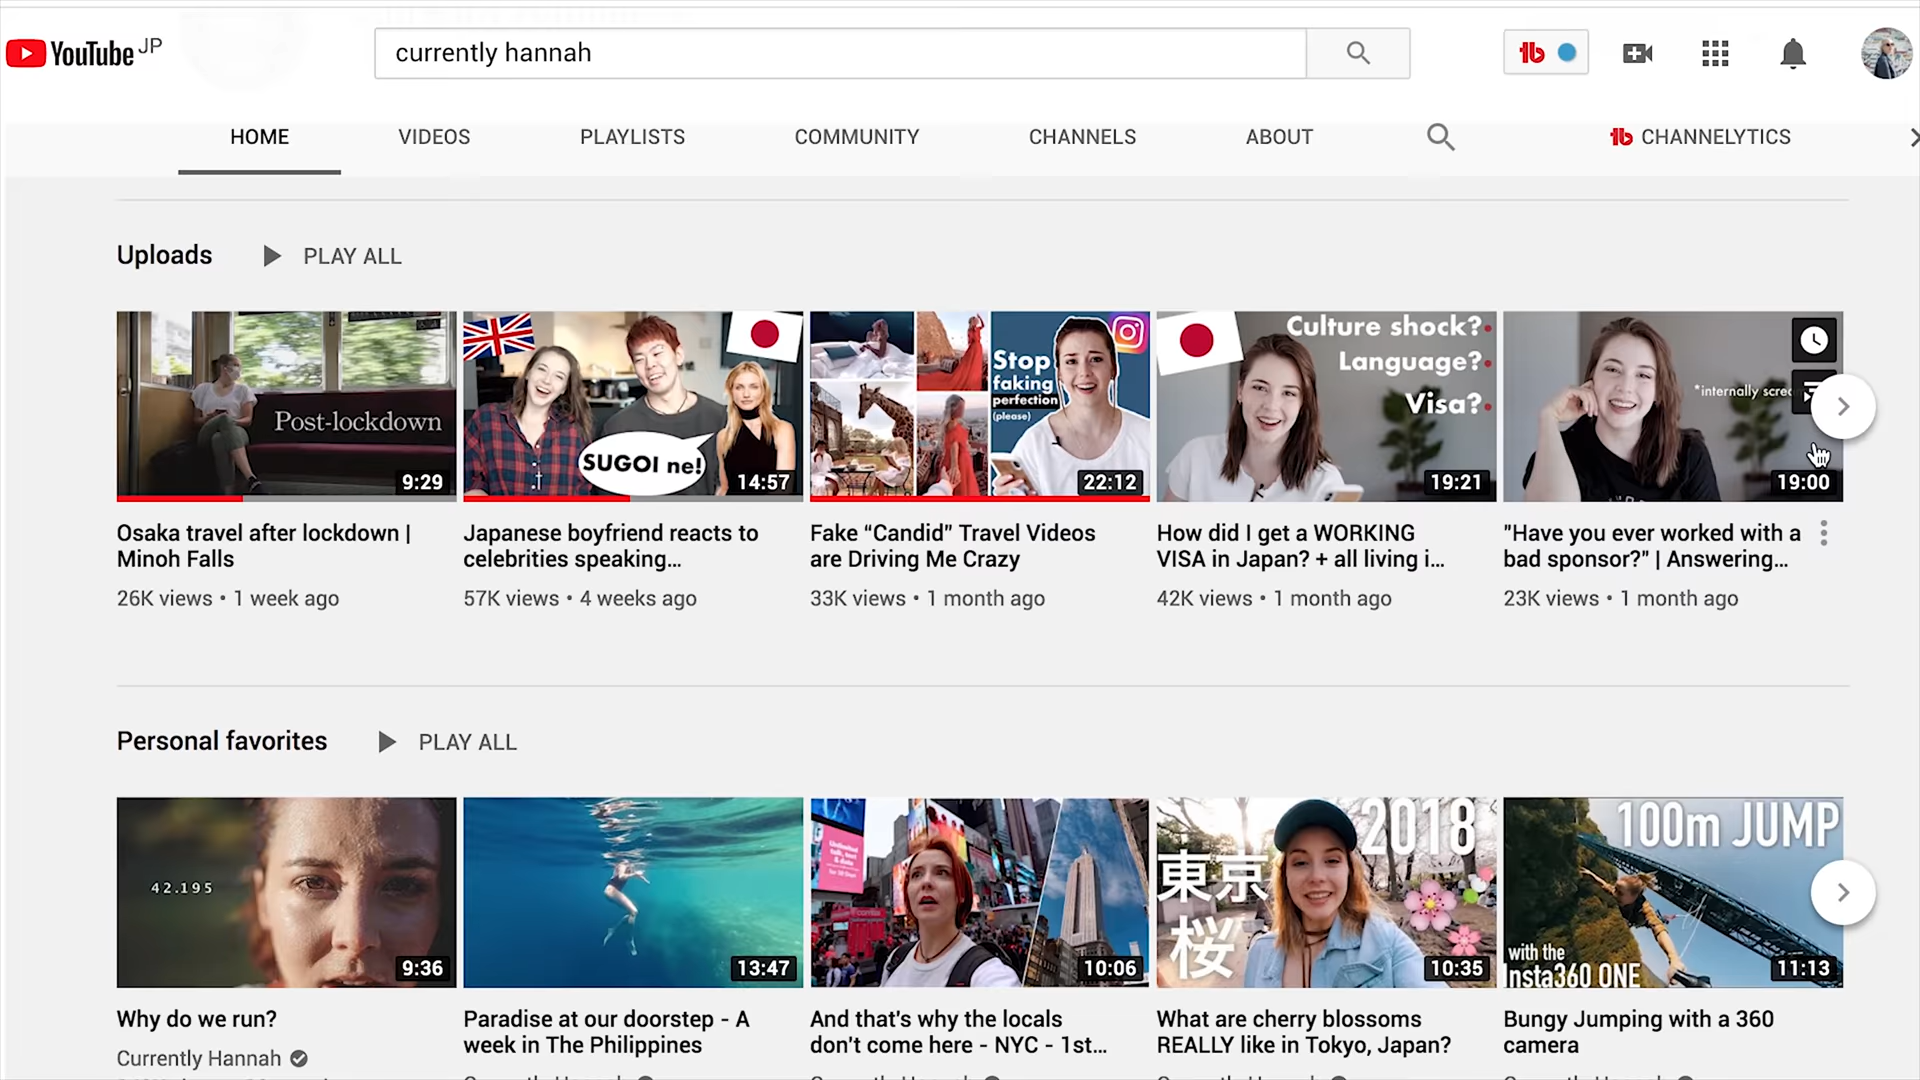 YouTube JP
currently hannah
HOME VIDEOS PLAYLISTS COMMUNITY CHANNELS ABOUT CHANNELYTICS
Uploads PLAY ALL
Post-lockdown
9:29
SUGOI ne!
14:57
Stop
faking
perfection
(please)
22:12
Culture shock?
Language?
Visa?
19:21
*internally
19:00
Osaka travel after lockdown |
Minoh Falls
26K views • 1 week ago
Japanese boyfriend reacts to
celebrities speaking...
57K views • 4 weeks ago
Fake “Candid” Travel Videos
are Driving Me Crazy
33K views • 1 month ago
How did I get a WORKING
VISA in Japan? + all living i...
42K views • 1 month ago
"Have you ever worked with a
bad sponsor?" | Answering...
23K views • 1 month ago
Personal favorites PLAY ALL
42.195
9:36
13:47
10:06
2018
東京
桜
10:35
100m JUMP
with the
Insta360 ONE
11:13
Why do we run?
Currently Hannah
Paradise at our doorstep - A
week in The Philippines
And that's why the locals
don't come here - NYC - 1st...
What are cherry blossoms
REALLY like in Tokyo, Japan?
Bungy Jumping with a 360
camera